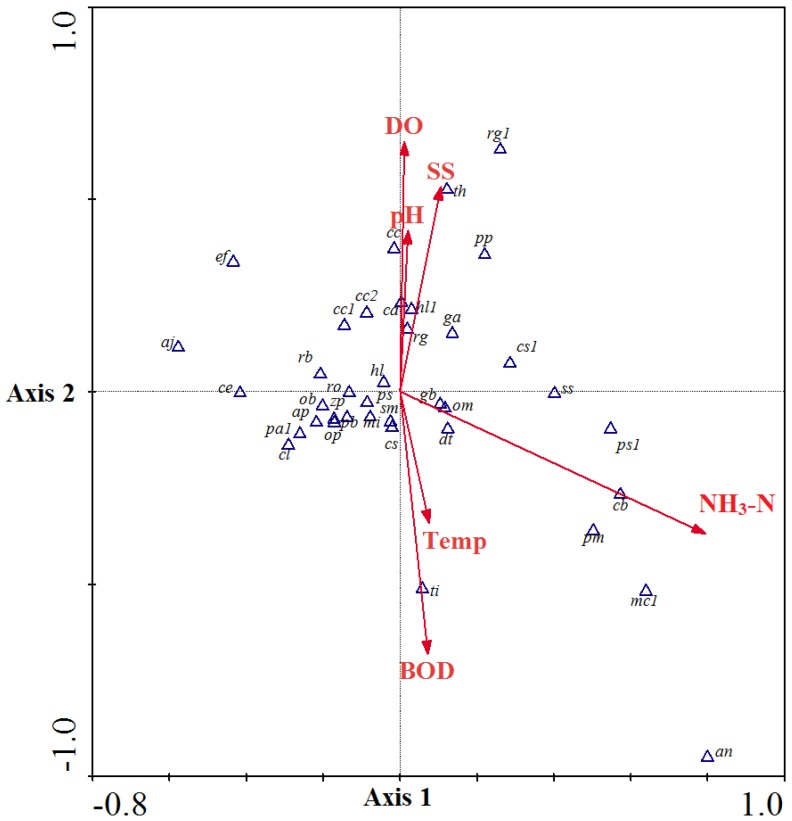 1.0
DO
rg1
SS
th
pH
cc
pp
ef
cc2
cd
hl1
cc1
ga
rg
aj
cs1
rb
hl
Axis 2
ce
ro
ps
gb
om
ss
ob
zp
sm
ap
pb
mi
pa1
op
cs
dt
ps1
cl
cb
NH₃-N
Temp
pm
ti
mc1
BOD
-1.0
an
-0.8
Axis 1
1.0